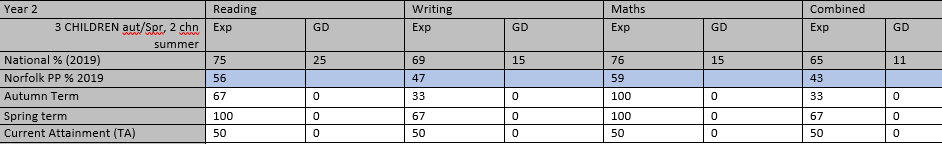 Year 2 Reading Writing Maths Combined
3 CHILDREN aut/Spr, 2 chn Exp GD Exp GD Exp GD Exp GD
summer
National % (2019) 75 25 69 15 76 15 65 11
Norfolk PP % 2019 56 47 59 43
Autumn Term 67 0 33 0 100 0 33 0
Spring term 100 0 67 0 100 0 67 0
Current Attainment (TA) 50 0 50 0 50 0 50 0